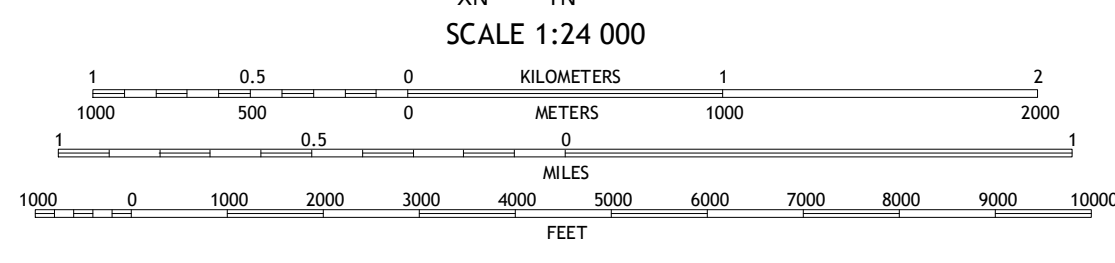 SCALE 1:24 000
1 0.5 0 KILOMETERS 1 2
1000 500 0 METERS 1000 2000
1 0.5 0 1
MILES
1000 0 1000 2000 3000 4000 5000 6000 7000 8000 9000 10000
FEET